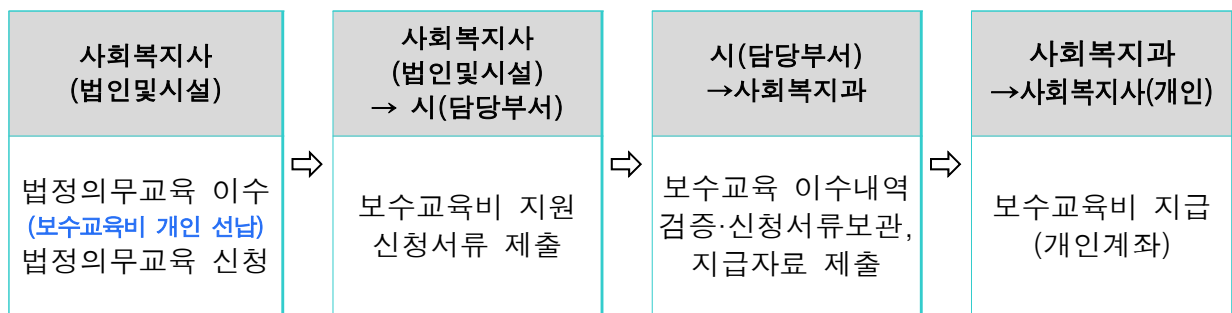 사회복지사
(법인및시설)
법정의무교육 이수
(보수교육비 개인 선납)
법정의무교육 신청
⇨
사회복지사
(법인및시설)
→ 시(담당부서)
보수교육비 지원
신청서류 제출
⇨
시(담당부서)
→사회복지과
보수교육 이수내역
검증·신청서류보관,
지급자료 제출
⇨
사회복지과
→사회복지사(개인)
보수교육비 지급
(개인계좌)